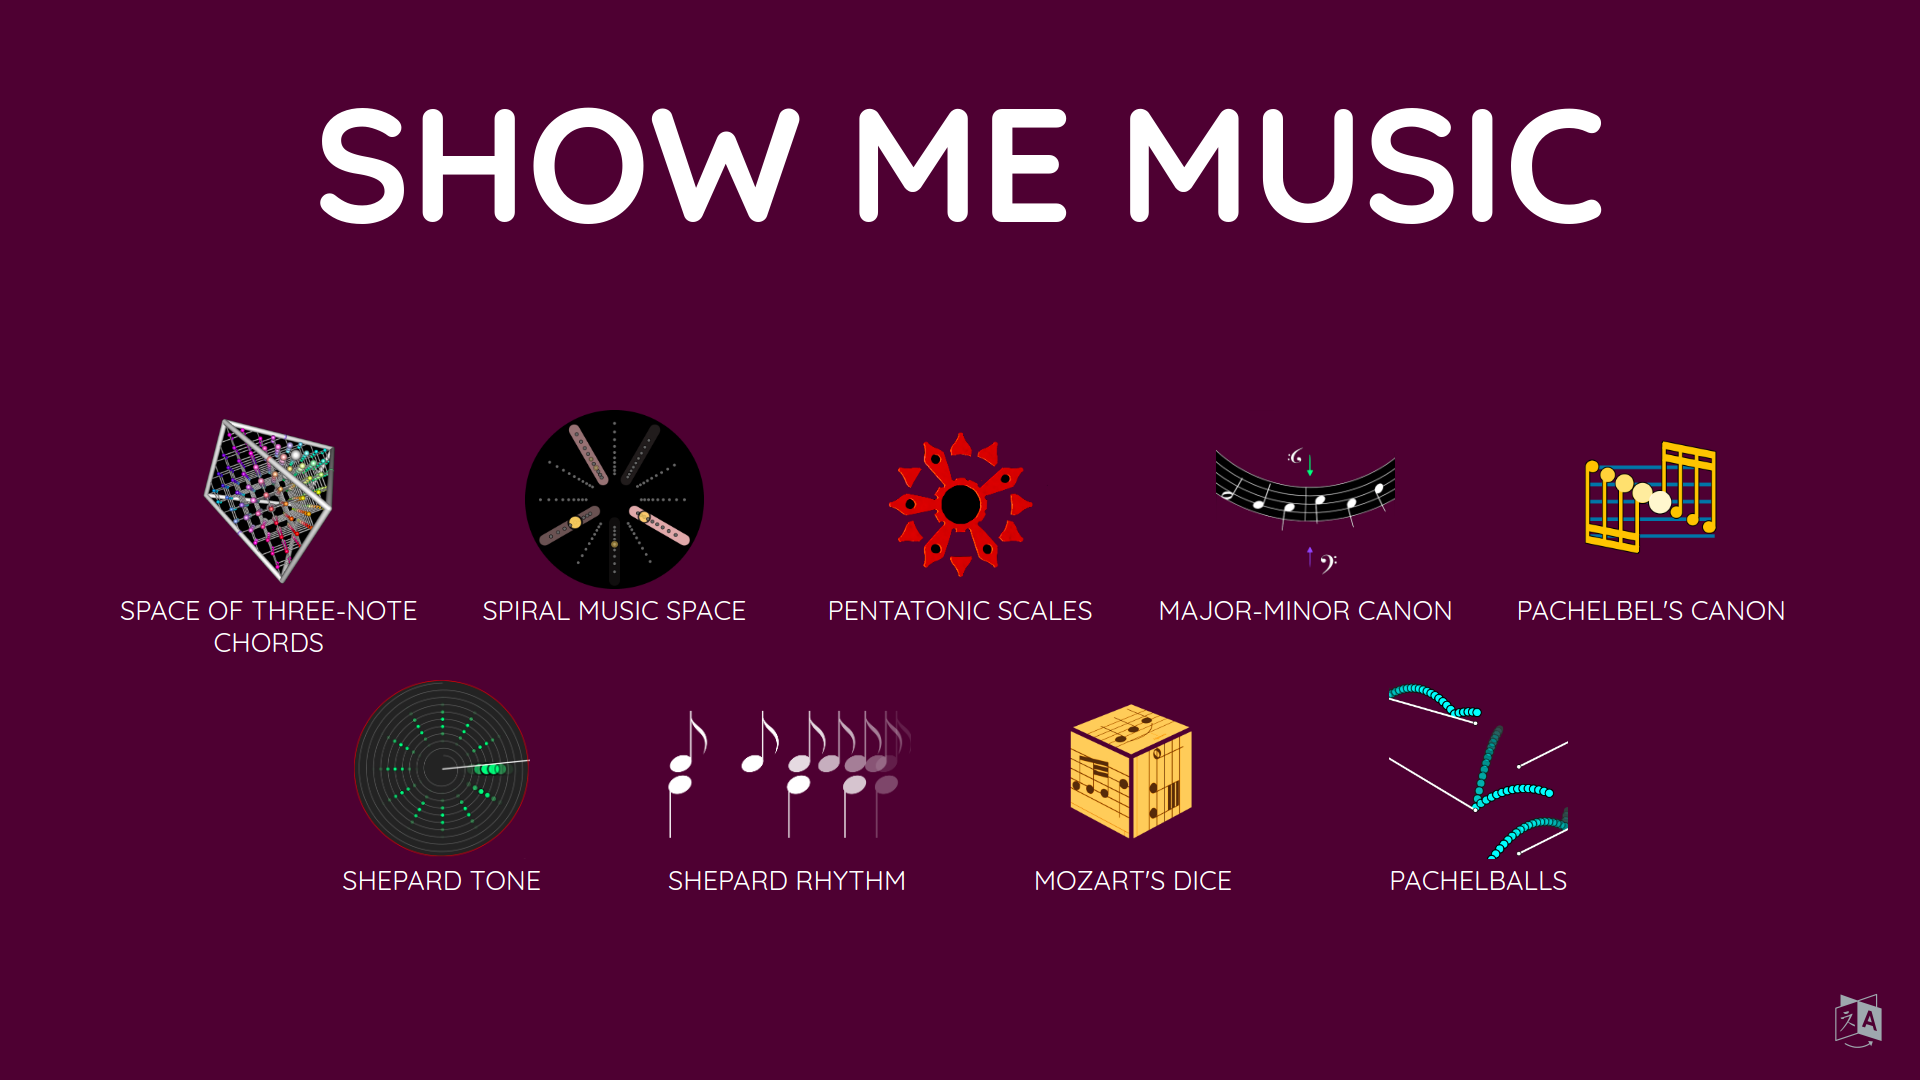 SHOW ME MUSIC
SPACE OF THREE-NOTE
CHORDS
SPIRAL MUSIC SPACE
PENTATONIC SCALES
MAJOR-MINOR CANON
PACHELBEL'S CANON
SHEPARD TONE
SHEPARD RHYTHM
MOZART'S DICE
PACHELBALLS
A